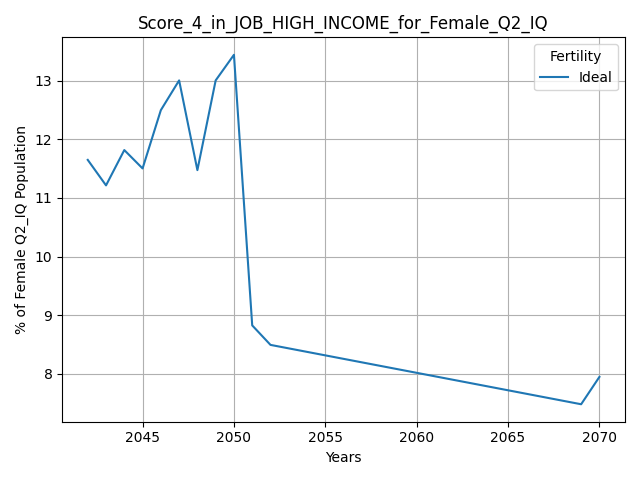 Score_4_in_JOB_HIGH_INCOME_for_Female_Q2_IQ
Fertility
Ideal
% of Female Q2_IQ Population
13
12
11
10
9
8
2045 2050 2055 2060 2065 2070
Years